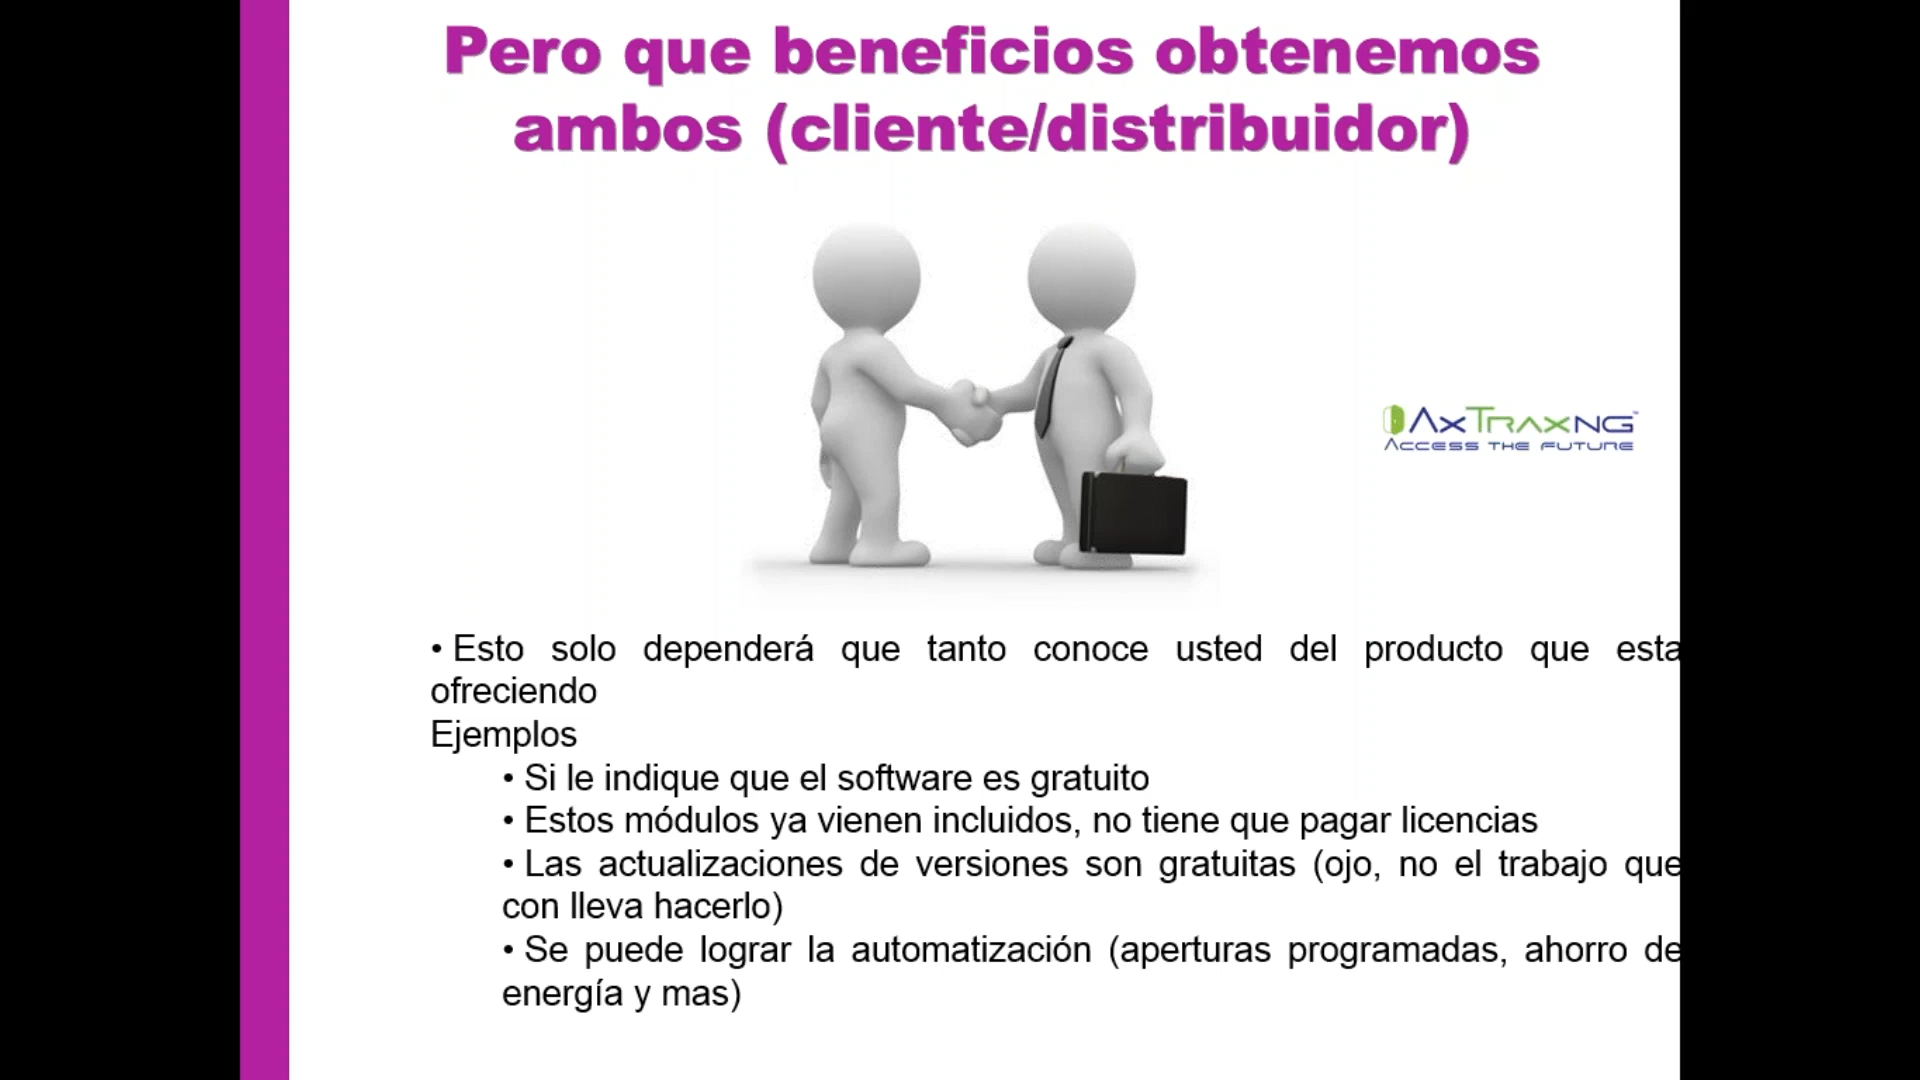 Pero que beneficios obtenemos
ambos (cliente/distribuidor)
AxTraxNG™
Access the future
• Esto solo dependerá que tanto conoce usted del producto que esta
ofreciendo
Ejemplos
• Si le indique que el software es gratuito
• Estos módulos ya vienen incluidos, no tiene que pagar licencias
• Las actualizaciones de versiones son gratuitas (ojo, no el trabajo que
con lleva hacerlo)
• Se puede lograr la automatización (aperturas programadas, ahorro de
energía y mas)